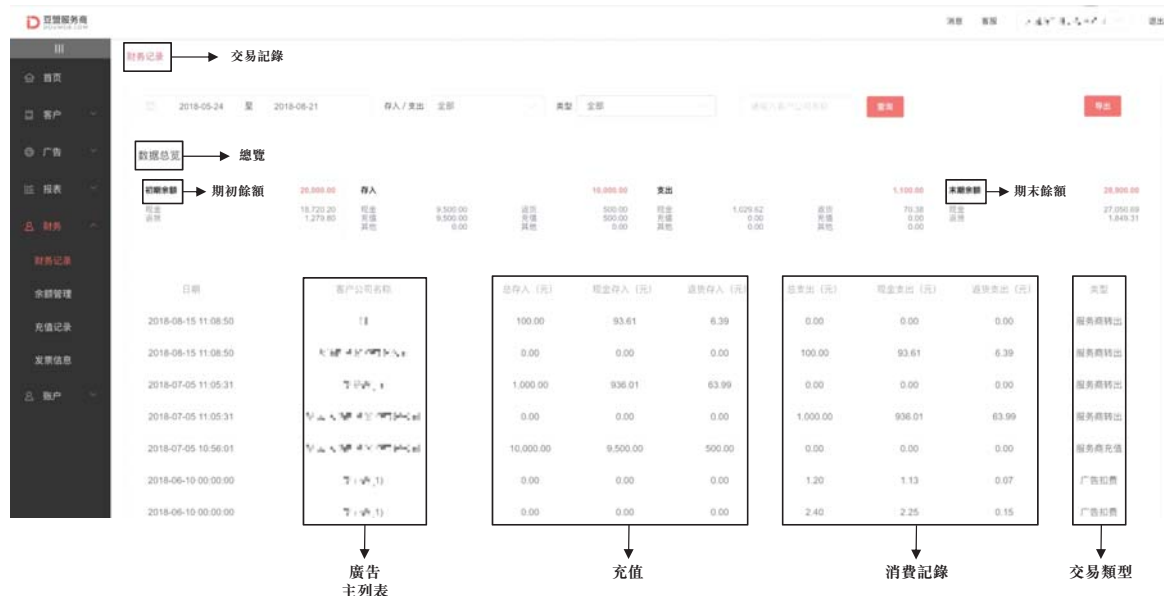 豆盟服务商
消息 客服 退出
财务记录 交易記錄
首页
2018-05-24 至 2018-08-21 存入 / 支出 全部 类型 全部 查询 导出
客户
广告
数据总览 總覽
报表
初期余额 期初餘額 20,000.00 存入 10,000.00 支出 1,100.00 末期余额 期末餘額 28,900.00
现金 18,720.20 现金 9,500.00 返货 500.00 现金 1,029.62 返货 70.38 现金 27,050.69
返货 1,279.80 充值 9,500.00 充值 500.00 充值 0.00 充值 0.00 返货 1,849.31
其他 0.00 其他 0.00 其他 0.00 其他 0.00
财务
财务记录
余额管理
充值记录
发票信息
账户
日期 客户公司名称 总存入（元） 现金存入（元） 返货存入（元） 总支出（元） 现金支出（元） 返货支出（元） 类型
2018-08-15 11:08:50 100.00 93.61 6.39 0.00 0.00 0.00 服务商转出
2018-08-15 11:08:50 0.00 0.00 0.00 100.00 93.61 6.39 服务商转出
2018-07-05 11:05:31 1,000.00 936.01 63.99 0.00 0.00 0.00 服务商转出
2018-07-05 11:05:31 0.00 0.00 0.00 1,000.00 936.01 63.99 服务商转出
2018-07-05 10:56:01 10,000.00 9,500.00 500.00 0.00 0.00 0.00 服务商充值
2018-06-10 00:00:00 0.00 0.00 0.00 1.20 1.13 0.07 广告扣费
2018-06-10 00:00:00 0.00 0.00 0.00 2.40 2.25 0.15 广告扣费
廣告
主列表
充值
消費記錄
交易類型